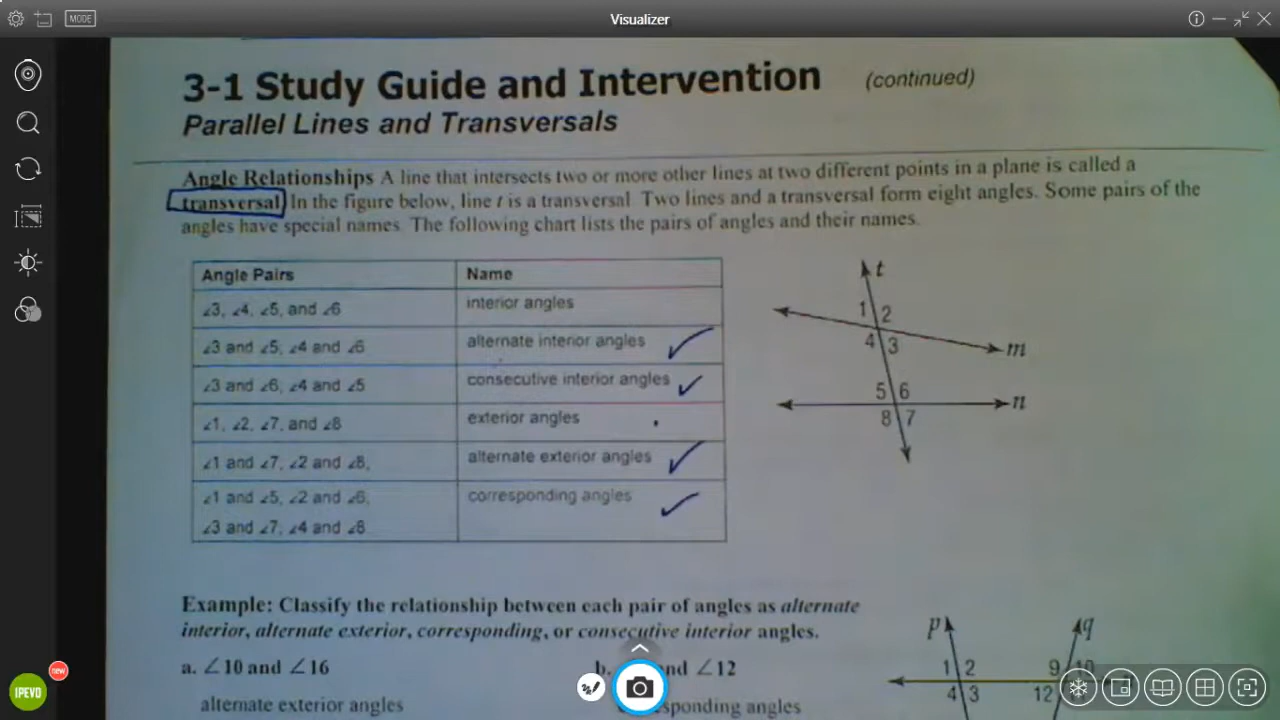 MODE
Visualizer
3-1 Study Guide and Intervention (continued)
Parallel Lines and Transversals
Angle Relationships A line that intersects two or more other lines at two different points in a plane is called a
transversal. In the figure below, line t is a transversal. Two lines and a transversal form eight angles. Some pairs of the
angles have special names. The following chart lists the pairs of angles and their names.
Angle Pairs Name
∠3, ∠4, ∠5, and ∠6 interior angles
∠3 and ∠5, ∠4 and ∠6 alternate interior angles
∠3 and ∠6, ∠4 and ∠5 consecutive interior angles
∠1, ∠2, ∠7, and ∠8 exterior angles
∠1 and ∠7, ∠2 and ∠8, alternate exterior angles
∠1 and ∠5, ∠2 and ∠6, corresponding angles
∠3 and ∠7, ∠4 and ∠8
t
1 2
4 3
m
5 6
n
8 7
Example: Classify the relationship between each pair of angles as alternate
interior, alternate exterior, corresponding, or consecutive interior angles.
a. ∠10 and ∠16 b. ∠12
alternate exterior angles angles
p q
1 2 9 10
4 3 12
IPEVO
new